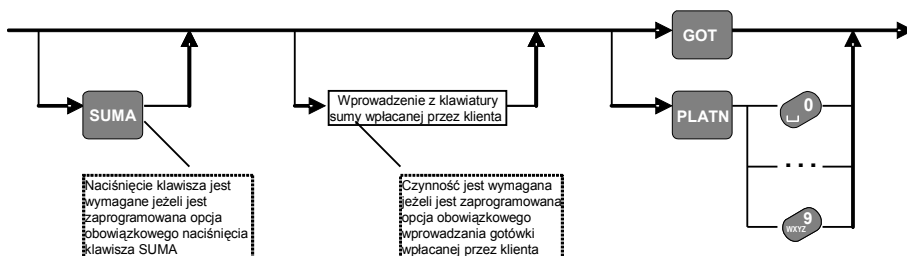 GOT
SUMA
Wprowadzenie z klawiatury
sumy wpłacanej przez klienta
PLATN
0
...
WXYZ 9
Naciśnięcie klawisza jest
wymagane jeżeli jest
zaprogramowana opcja
obowiązkowego naciśnięcia
klawisza SUMA
Czynność jest wymagana
jeżeli jest zaprogramowana
opcja obowiązkowego
wprowadzania gotówki
wpłacanej przez klienta